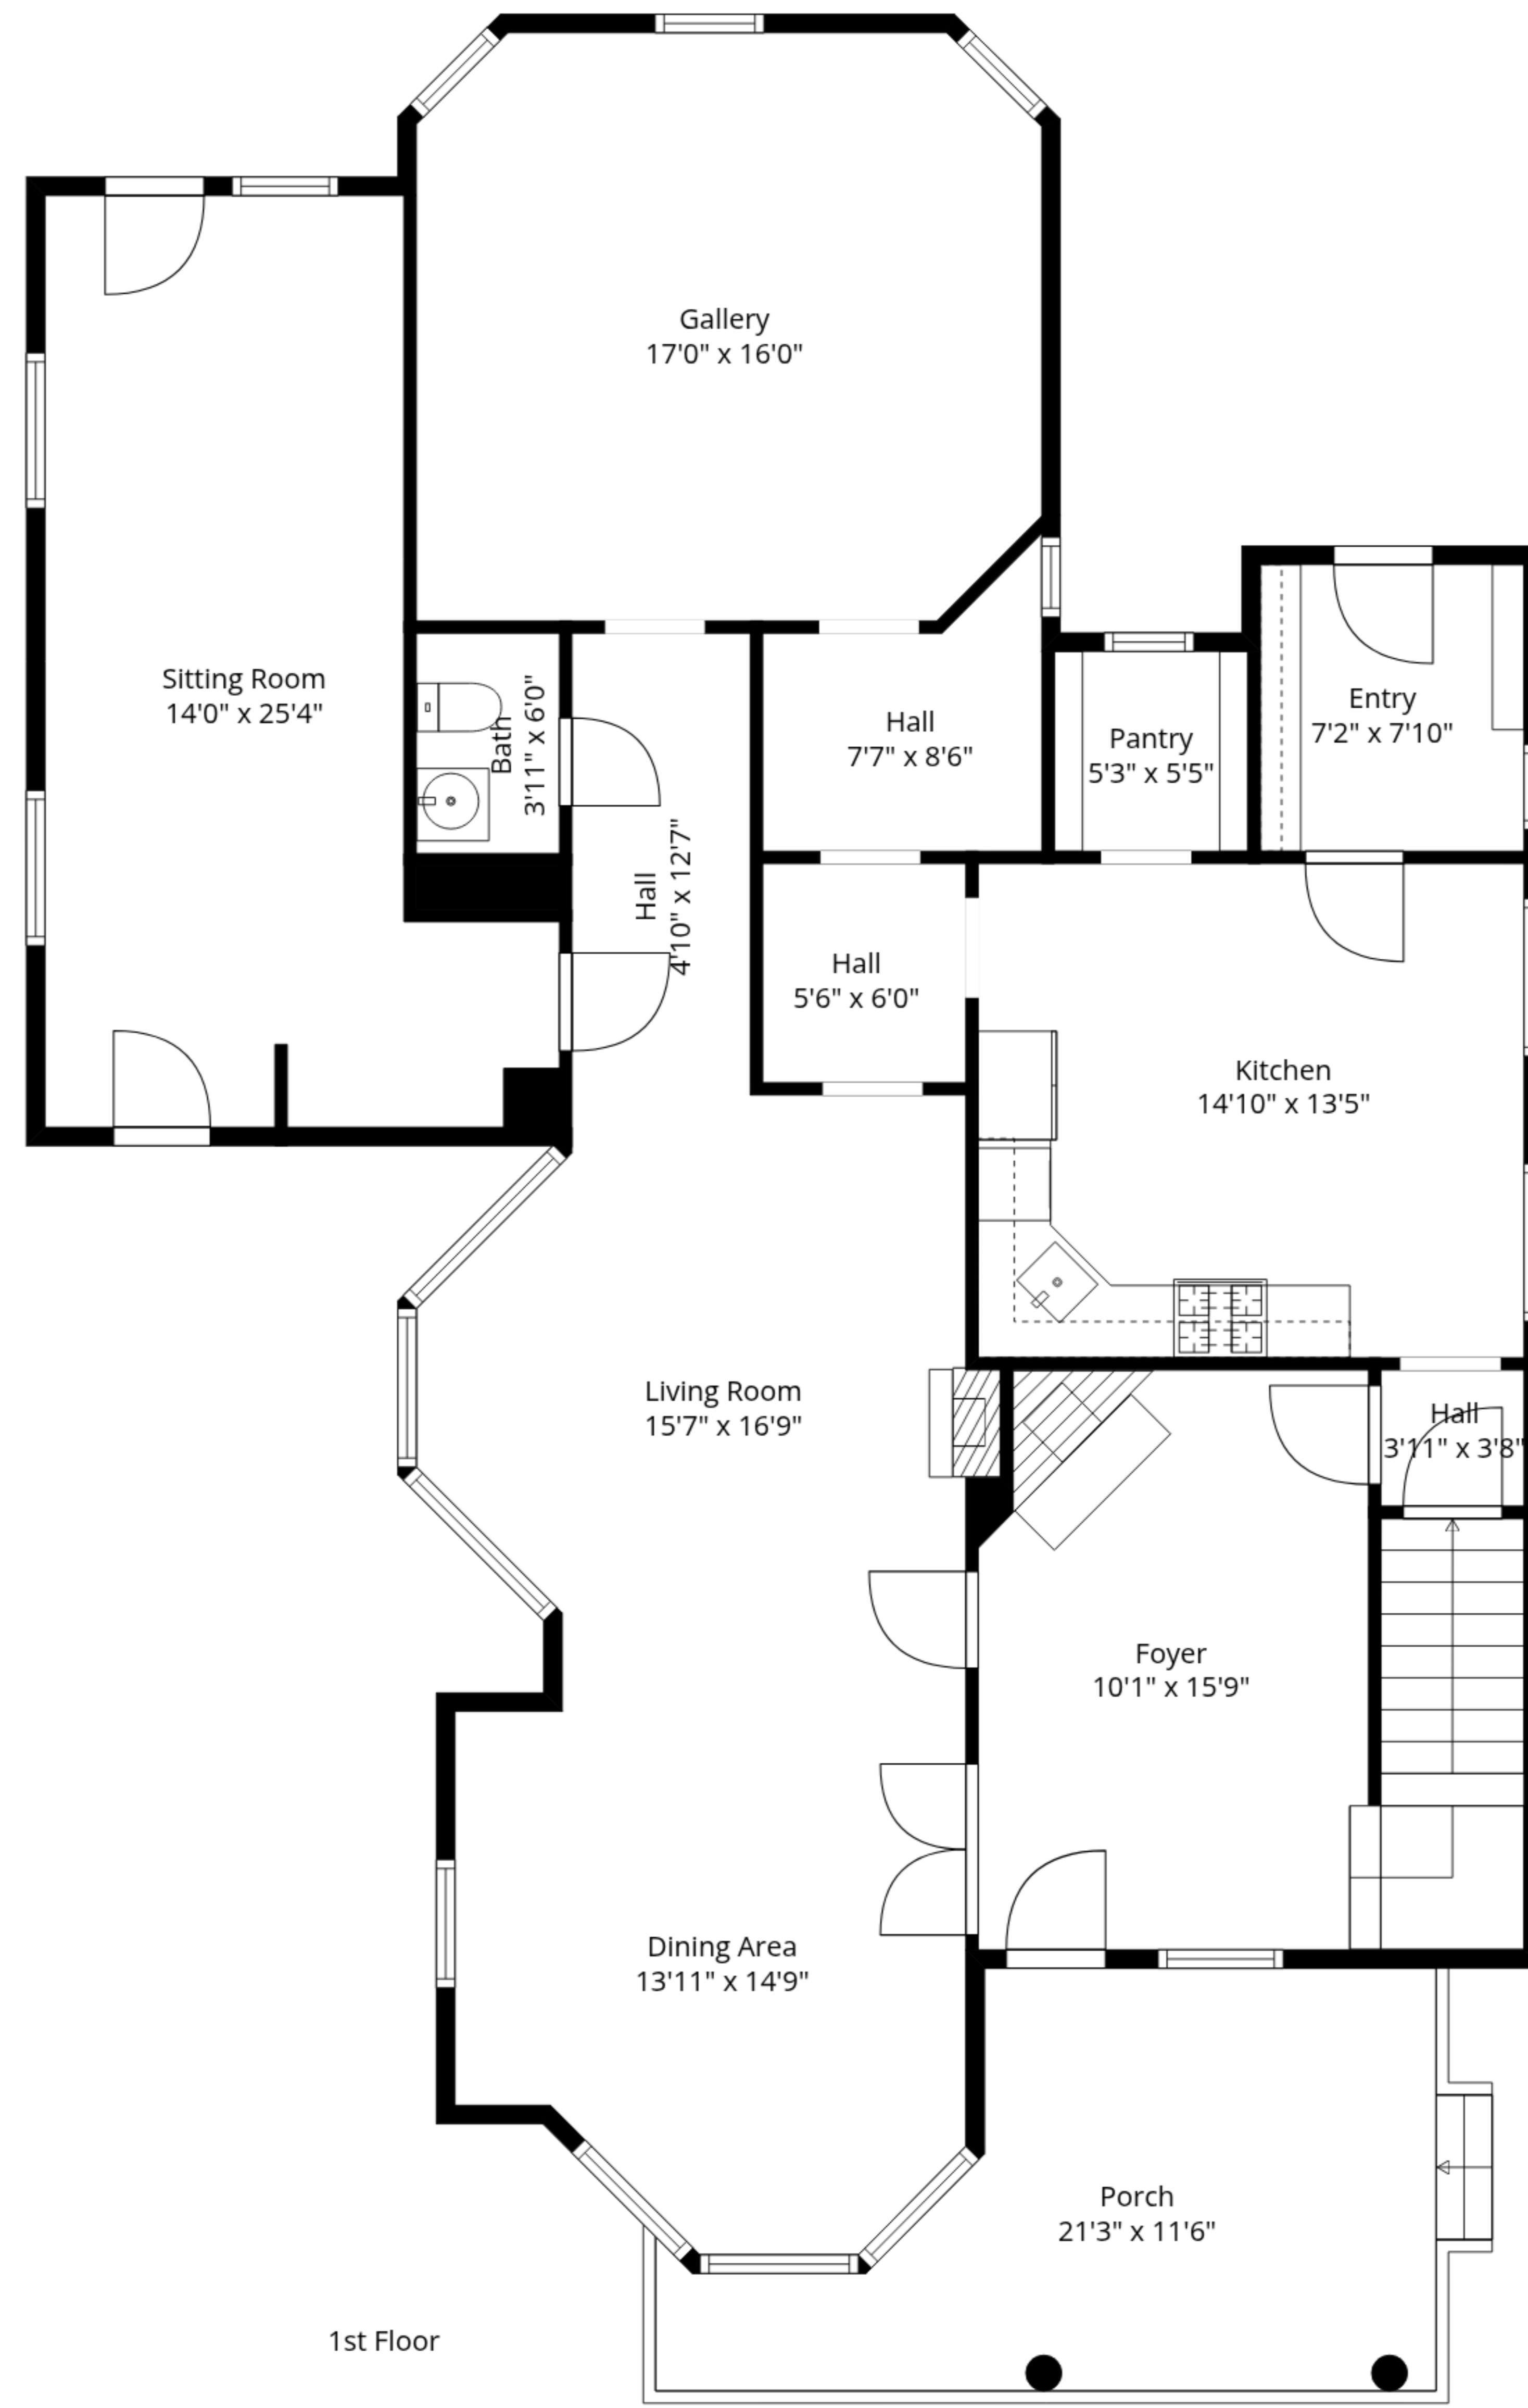 Gallery
17'0" x 16'0"
Sitting Room
14'0" x 25'4"
Bath
3'11" x 6'0"
Hall
4'10" x 12'7"
Hall
7'7" x 8'6"
Pantry
5'3" x 5'5"
Entry
7'2" x 7'10"
Hall
5'6" x 6'0"
Kitchen
14'10" x 13'5"
Living Room
15'7" x 16'9"
Hall
3'11" x 3'8"
Foyer
10'1" x 15'9"
Dining Area
13'11" x 14'9"
Porch
21'3" x 11'6"
1st Floor